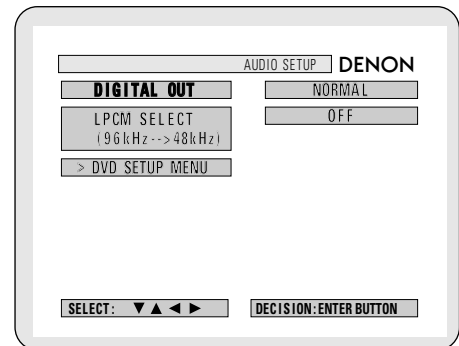 AUDIO SETUP DENON
DIGITAL OUT NORMAL
LPCM SELECT OFF
(96kHz-->48kHz)
> DVD SETUP MENU
SELECT: ▼ ▲ ◄ ► DECISION:ENTER BUTTON